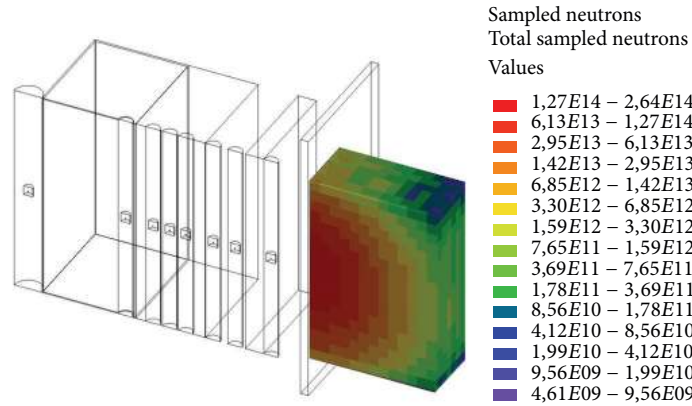 Sampled neutrons
Total sampled neutrons
Values
1,27E14 – 2,64E14
6,13E13 – 1,27E14
2,95E13 – 6,13E13
1,42E13 – 2,95E13
6,85E12 – 1,42E13
3,30E12 – 6,85E12
1,59E12 – 3,30E12
7,65E11 – 1,59E12
3,69E11 – 7,65E11
1,78E11 – 3,69E11
8,56E10 – 1,78E11
4,12E10 – 8,56E10
1,99E10 – 4,12E10
9,56E09 – 1,99E10
4,61E09 – 9,56E09